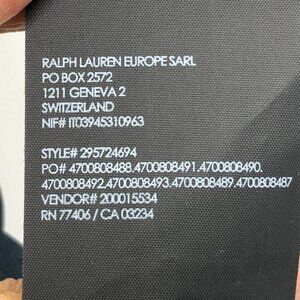 RALPH LAUREN EUROPE SARL
PO BOX 2572
1211 GENEVA 2
SWITZERLAND
NIF# IT03945310963
STYLE# 295724694
PO# 4700808488.4700808491.4700808490.
4700808492.4700808493.4700808489.4700808487
VENDOR# 200015534
RN 77406 / CA 03234